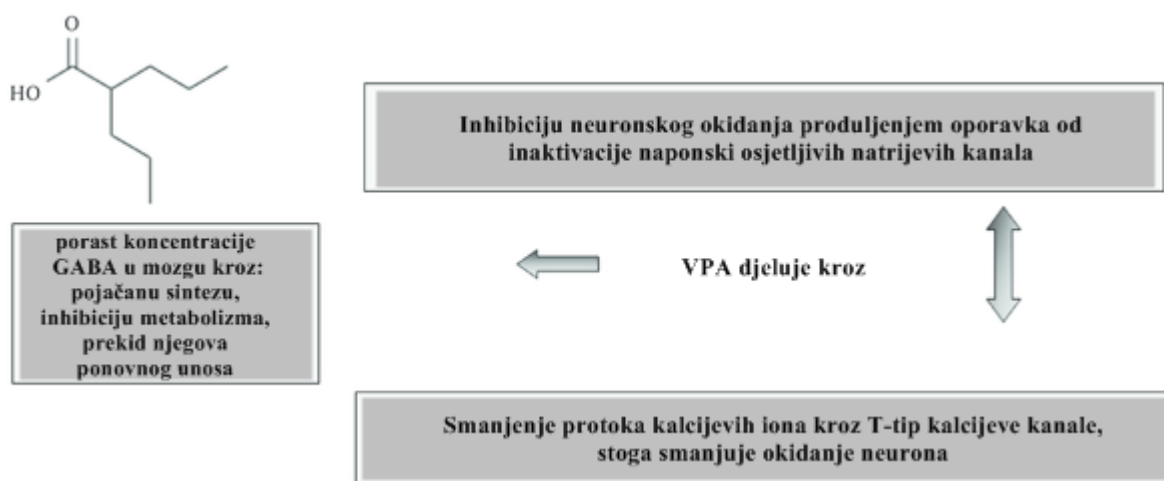 O
HO
Inhibiciju neuronskog okidanja produljenjem oporavka od
inaktivacije naponski osjetljivih natrijevih kanala
porast koncentracije
GABA u mozgu kroz:
pojačanu sintezu,
inhibiciju metabolizma,
prekid njegova
ponovnog unosa
VPA djeluje kroz
Smanjenje protoka kalcijevih iona kroz T-tip kalcijeve kanale,
stoga smanjuje okidanje neurona